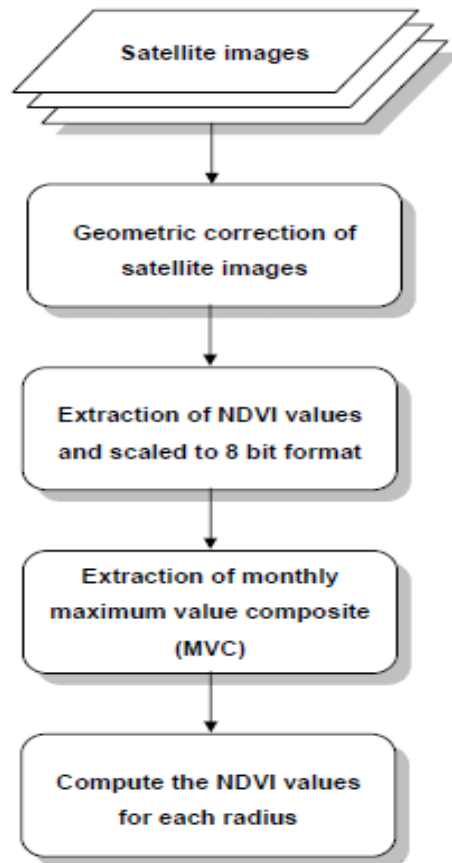 Satellite images
Geometric correction of
satellite images
Extraction of NDVI values
and scaled to 8 bit format
Extraction of monthly
maximum value composite
(MVC)
Compute the NDVI values
for each radius